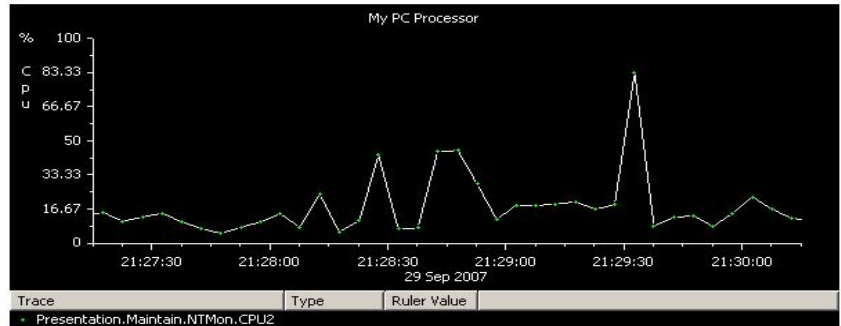 My PC Processor
% 100
C 83.33
p
u 66.67
50
33.33
16.67
0
21:27:30 21:28:00 21:28:30 21:29:00 21:29:30 21:30:00
29 Sep 2007
Trace Type Ruler Value
Presentation.Maintain.NTMon.CPU2